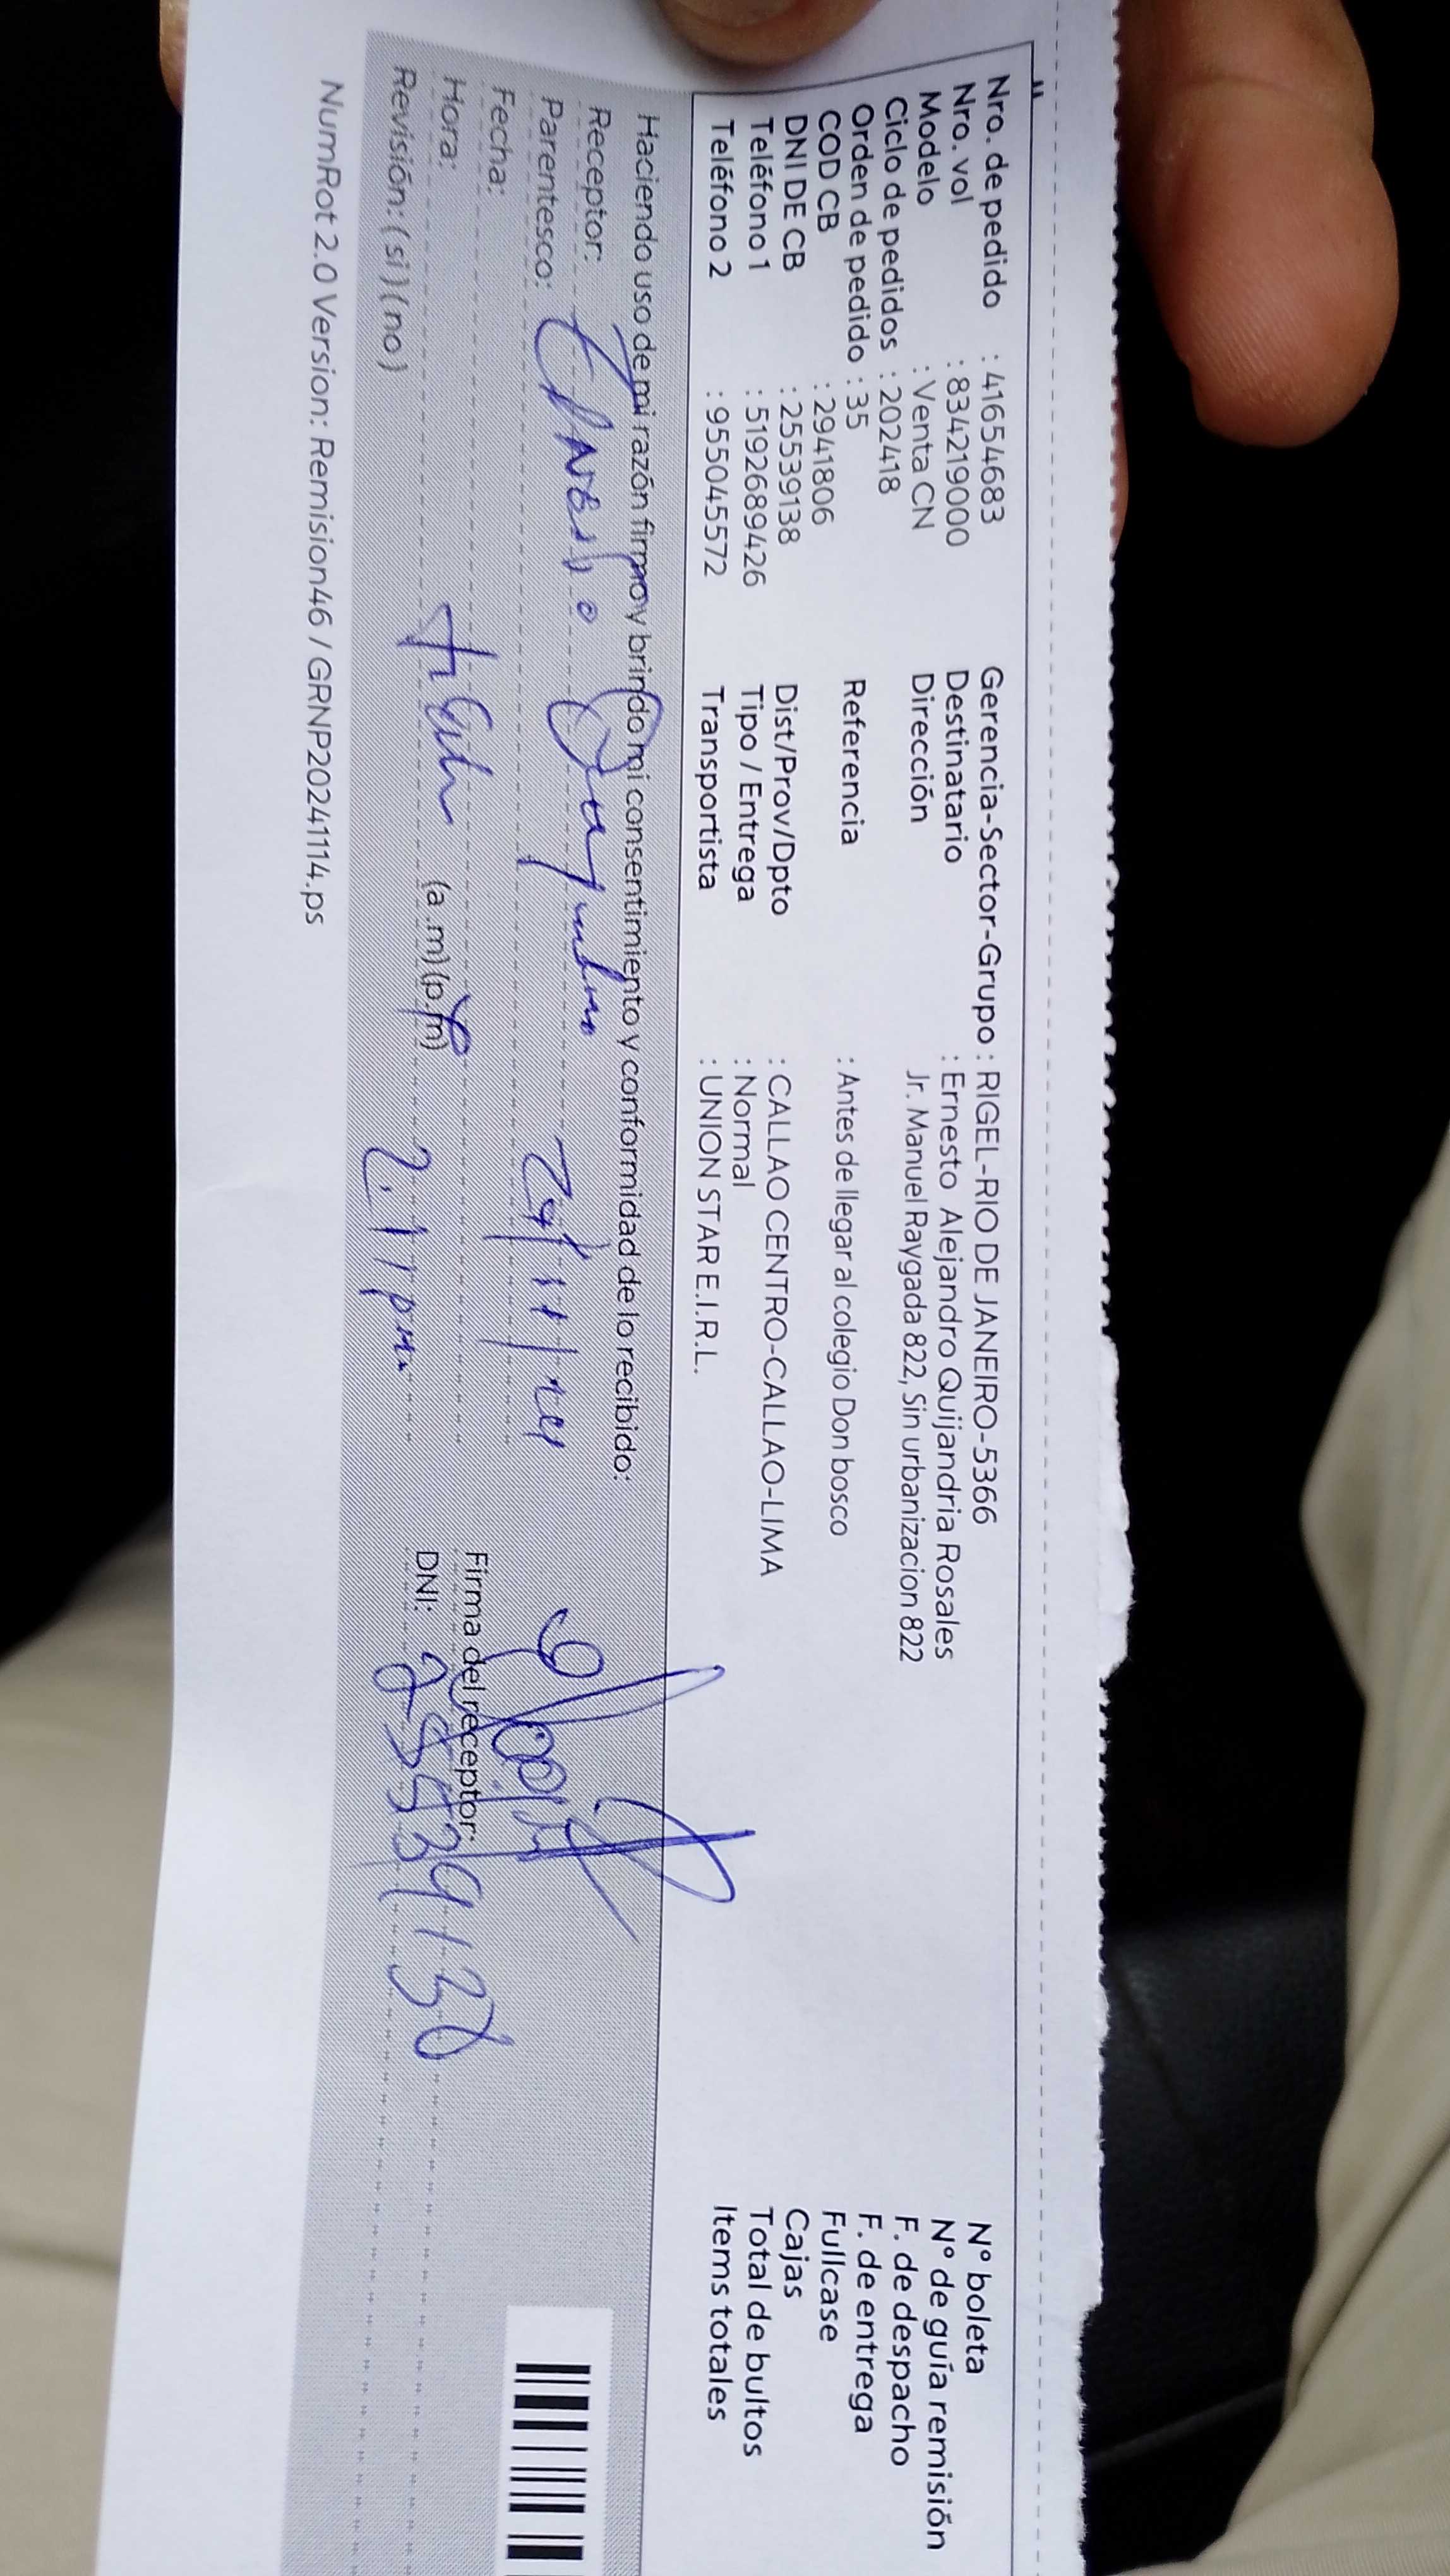 Nro. de pedido : 41654683
Nro. vol : 834219000
Modelo : Venta CN
Ciclo de pedidos : 202418
Orden de pedido : 35
COD CB : 2941806
DNI DE CB : 25539138
Teléfono 1 : 51926889426
Teléfono 2 : 955045572
Gerencia-Sector-Grupo : RIGEL-RIO DE JANEIRO-5366
Destinatario : Ernesto Alejandro Quijandria Rosales
Dirección Jr. Manuel Raygada 822, Sin urbanizacion 822
Referencia : Antes de llegar al colegio Don bosco
Dist/Prov/Dpto : CALLAO CENTRO-CALLAO-LIMA
Tipo / Entrega : Normal
Transportista : UNION STAR E.I.R.L.
N° boleta
N° de guía remisión
F. de despacho
F. de entrega
Fullcase
Cajas
Total de bultos
Items totales
Haciendo uso de mi razón firmo y brindo mi consentimiento y conformidad de lo recibido:
Receptor:
Parentesco:
Fecha:
Hora: (a.m)(p.m) 2.17 pm.
Revisión: (si)(no)
Firma del receptor:
DNI: 25539138
NumRot 2.0 Version: Remision46 / GRNP20241114.ps